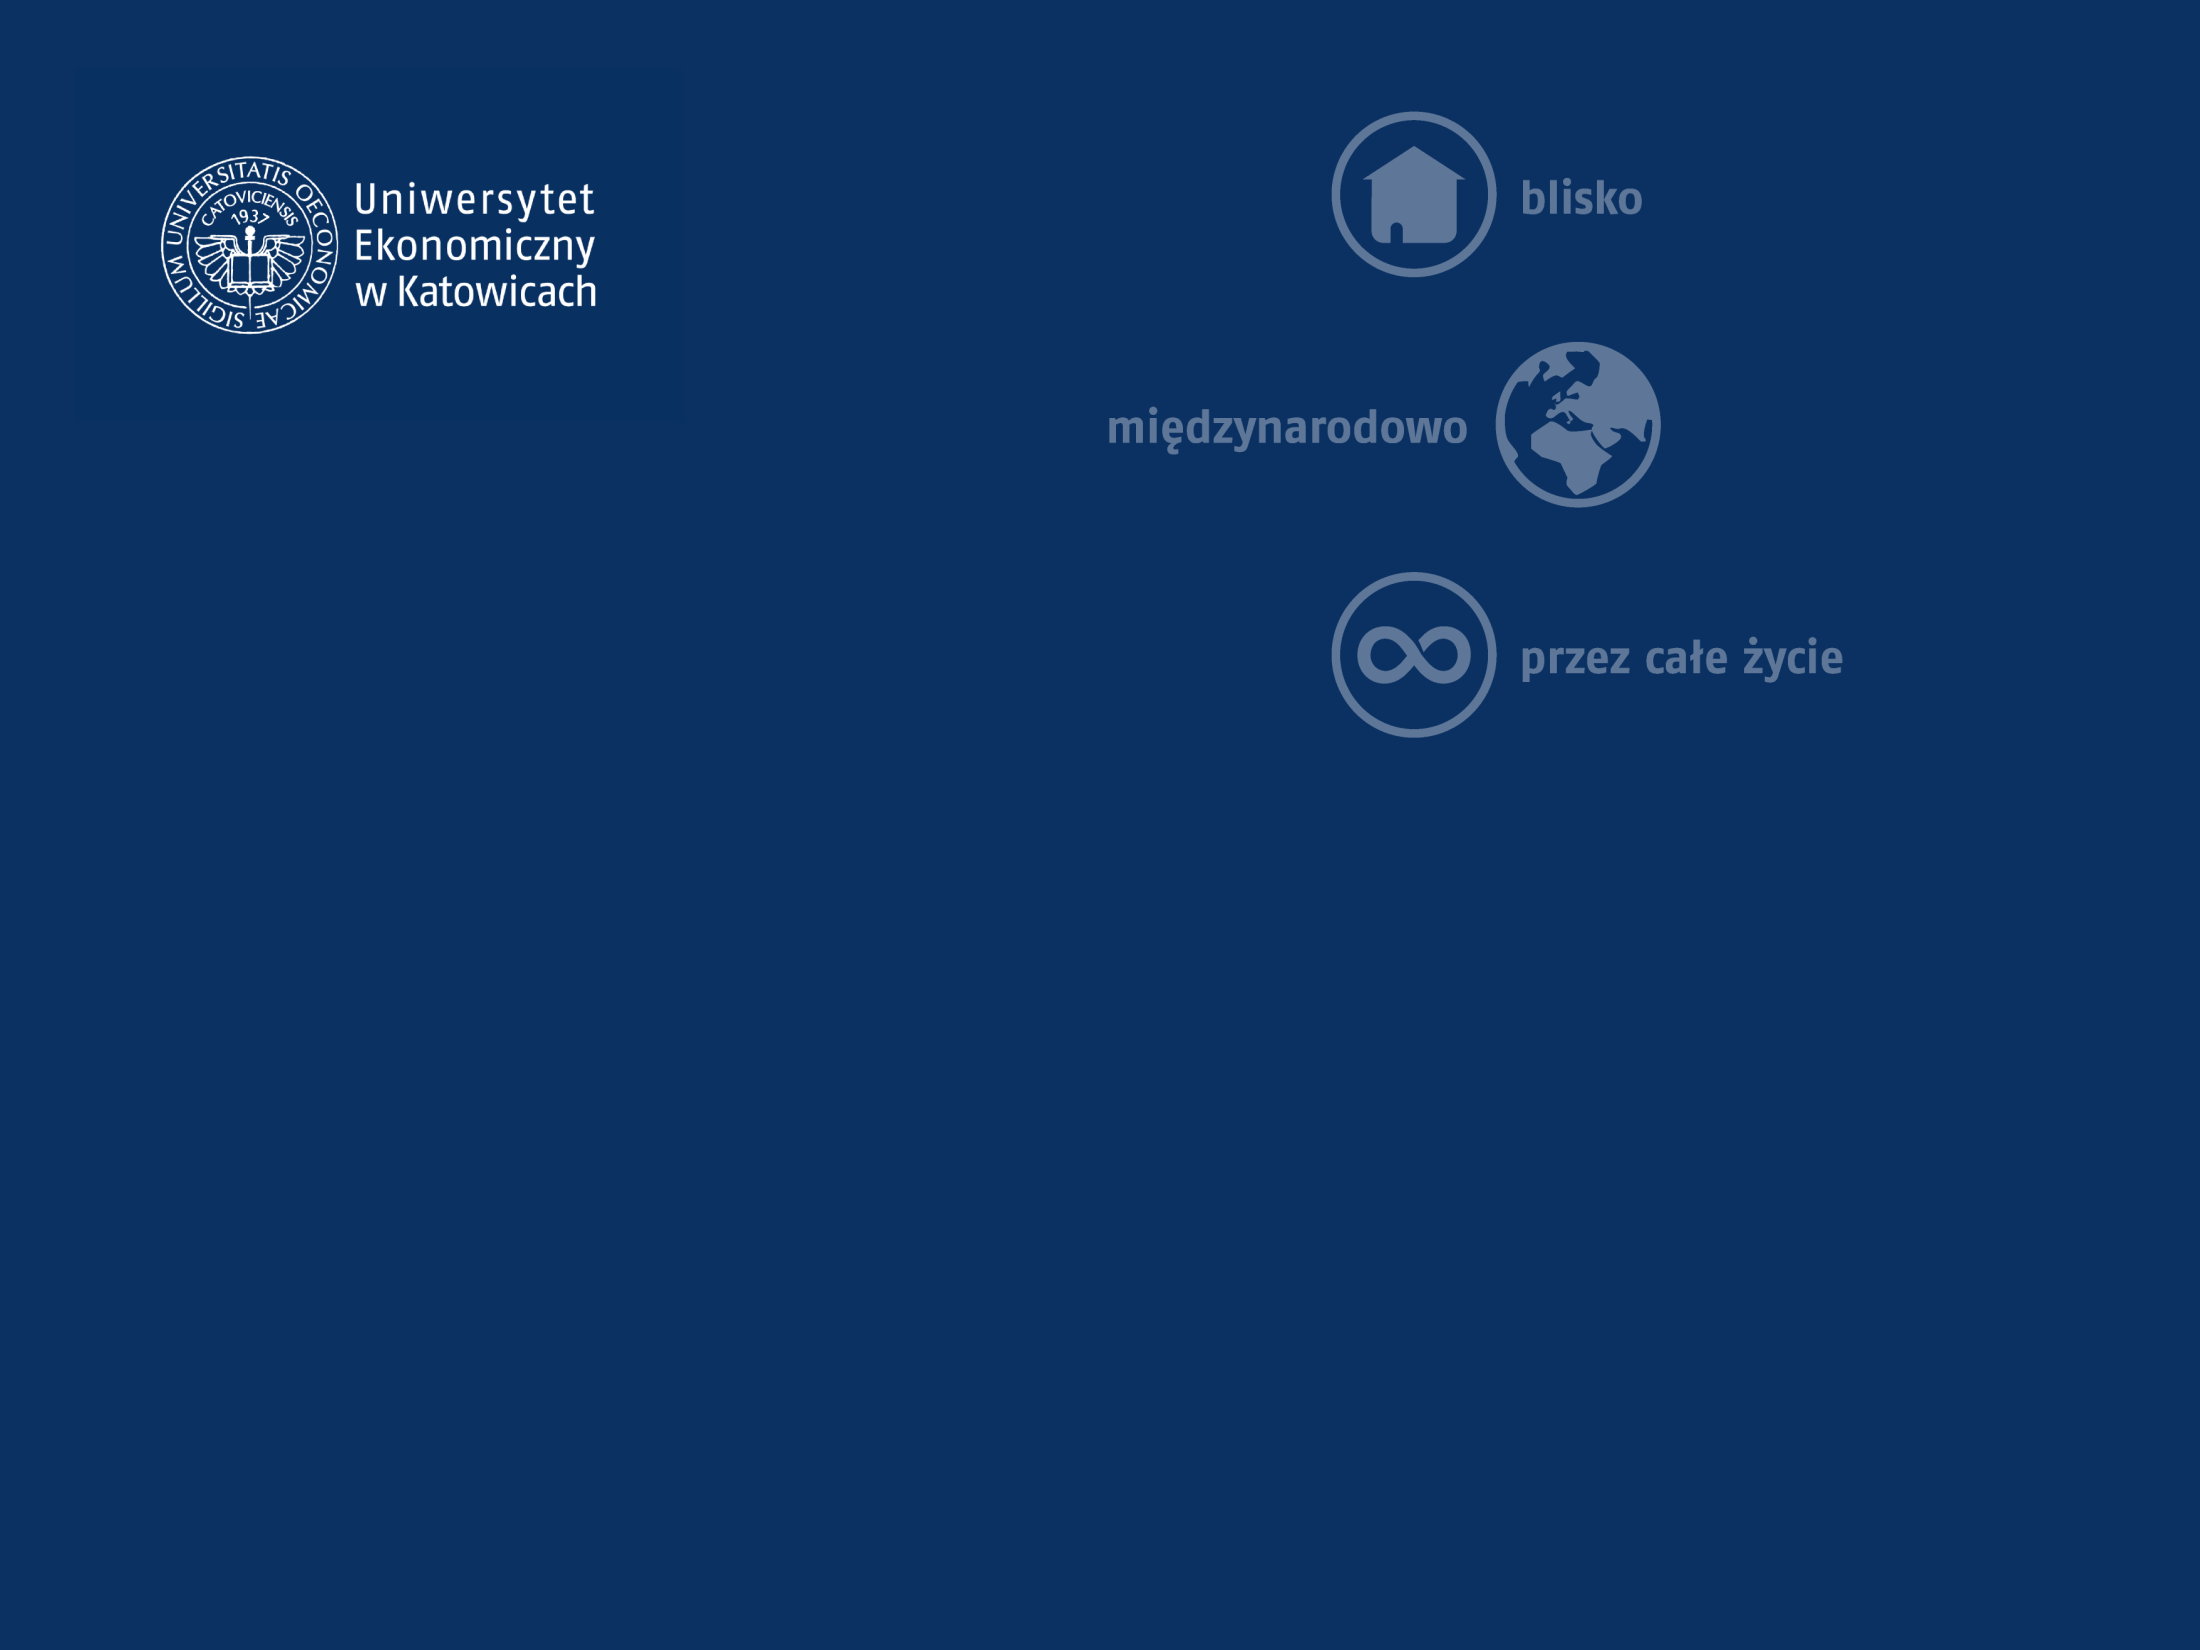 SIGILLUM UNIVERSITATIS OECONOMICAE
CATOVICIENSIS
1937
Uniwersytet
Ekonomiczny
w Katowicach
blisko
międzynarodowo
przez całe życie